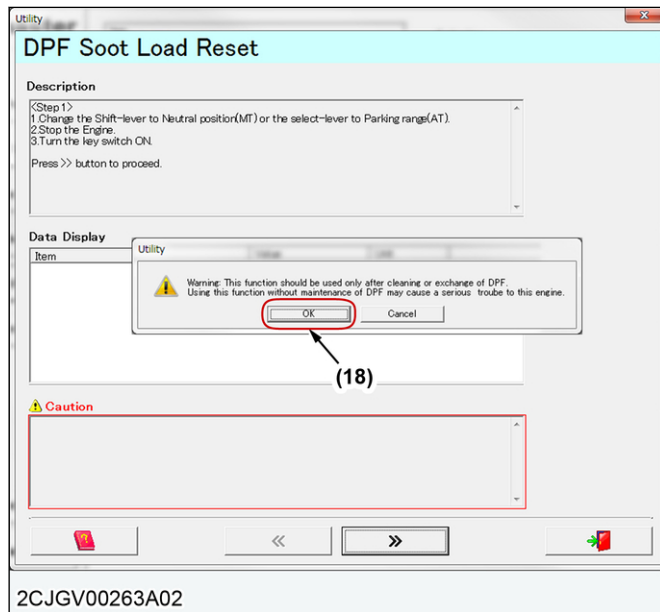 Utility
DPF Soot Load Reset
Description
<Step1>
1.Change the Shift-lever to Neutral position(MT) or the select-lever to Parking range(AT).
2.Stop the Engine.
3.Turn the key switch ON.
Press >> button to proceed.
Data Display
Item Value Unit
Utility
Warning: This function should be used only after cleaning or exchange of DPF.
Using this function without maintenance of DPF may cause a serious troube to this engine.
OK Cancel
(18)
Caution
<< >>
2CJGV00263A02